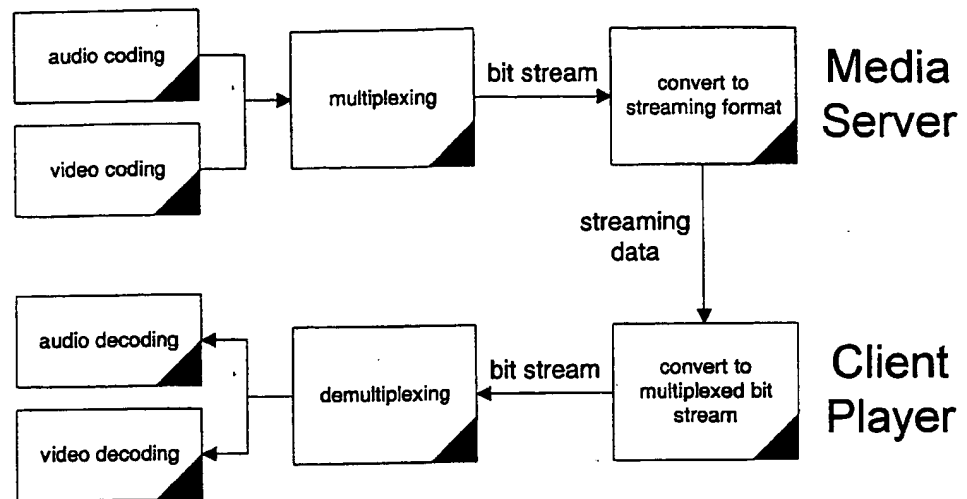 audio coding
video coding
multiplexing
bit stream
convert to
streaming format
Media
Server
streaming
data
audio decoding
video decoding
demultiplexing
bit stream
convert to
multiplexed bit
stream
Client
Player